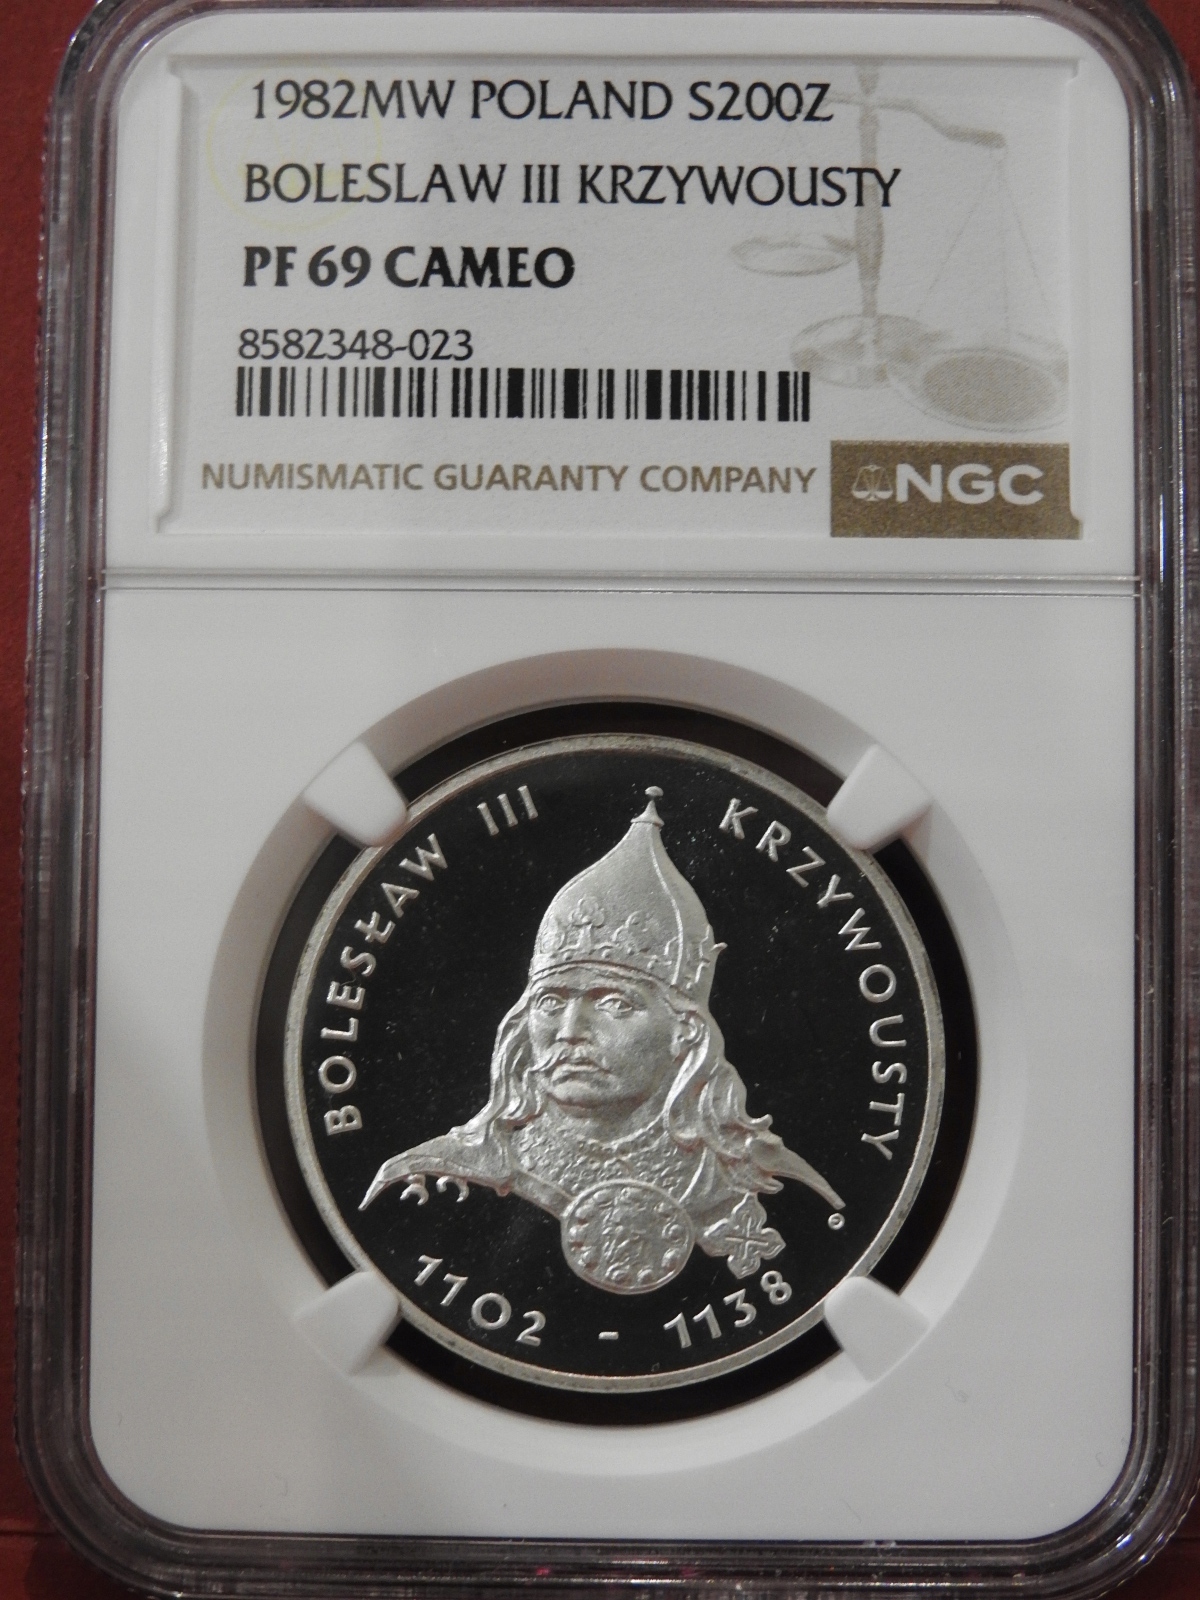 1982MW POLAND S200Z
BOLESLAW III KRZYWOUSTY
PF 69 CAMEO
8582348-023
NUMISMATIC GUARANTY COMPANY
NGC
BOLESŁAW III KRZYWOUSTY
1102 - 1138